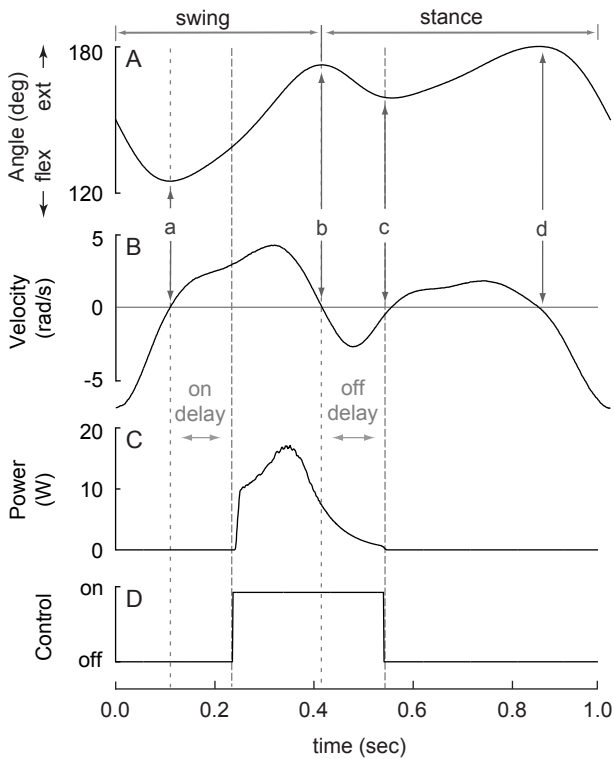 swing stance
A
180
120
Angle (deg)
← flex ext →
a b c d
B
5
0
-5
Velocity
(rad/s)
on
delay
off
delay
C
20
10
0
Power
(W)
D
on
off
Control
0.0 0.2 0.4 0.6 0.8 1.0
time (sec)